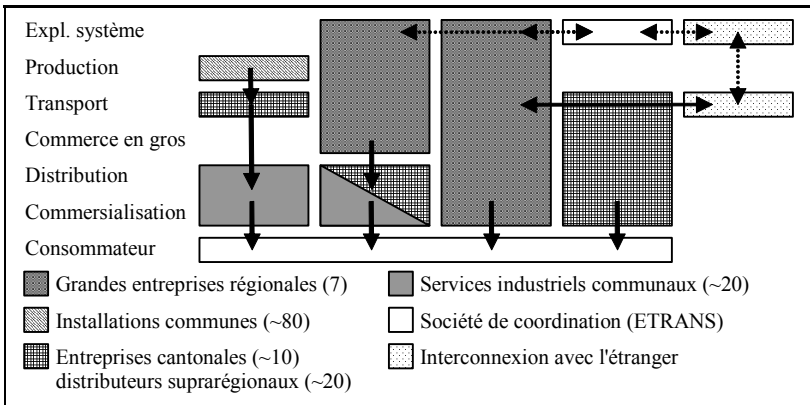 Expl. système
Production
Transport
Commerce en gros
Distribution
Commersialisation
Consommateur
Grandes entreprises régionales (7)
Services industriels communaux (~20)
Installations communes (~80)
Société de coordination (ETRANS)
Entreprises cantonales (~10)
distributeurs suprarégionaux (~20)
Interconnexion avec l'étranger